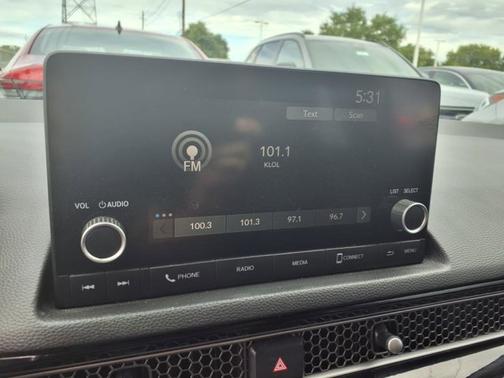 5:31
Text Scan
FM
101.1
KLOL
VOL AUDIO
LIST SELECT
100.3 101.3 97.1 96.7
PHONE RADIO MEDIA CONNECT MENU